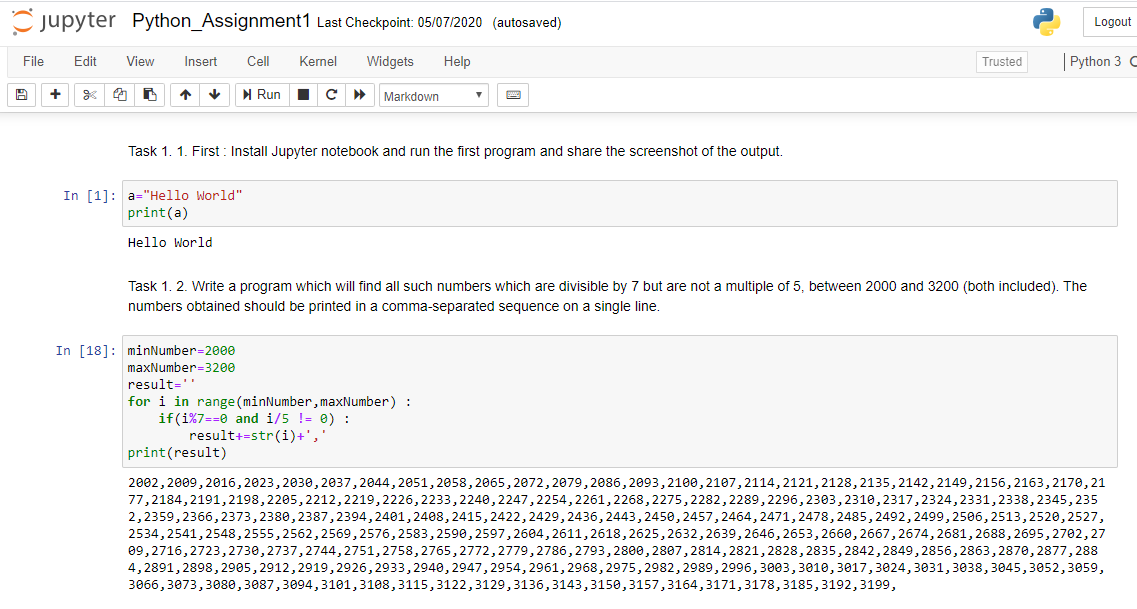 jupyter Python_Assignment1 Last Checkpoint: 05/07/2020 (autosaved) Logout
File Edit View Insert Cell Kernel Widgets Help Trusted Python 3
Run Markdown
Task 1. 1. First : Install Jupyter notebook and run the first program and share the screenshot of the output.
In [1]: a="Hello World"
print(a)
Hello World
Task 1. 2. Write a program which will find all such numbers which are divisible by 7 but are not a multiple of 5, between 2000 and 3200 (both included). The
numbers obtained should be printed in a comma-separated sequence on a single line.
In [18]: minNumber=2000
maxNumber=3200
result=''
for i in range(minNumber,maxNumber) :
    if(i%7==0 and i/5 != 0) :
        result+=str(i)+','
print(result)
2002,2009,2016,2023,2030,2037,2044,2051,2058,2065,2072,2079,2086,2093,2100,2107,2114,2121,2128,2135,2142,2149,2156,2163,2170,21
77,2184,2191,2198,2205,2212,2219,2226,2233,2240,2247,2254,2261,2268,2275,2282,2289,2296,2303,2310,2317,2324,2331,2338,2345,235
2,2359,2366,2373,2380,2387,2394,2401,2408,2415,2422,2429,2436,2443,2450,2457,2464,2471,2478,2485,2492,2499,2506,2513,2520,2527,
2534,2541,2548,2555,2562,2569,2576,2583,2590,2597,2604,2611,2618,2625,2632,2639,2646,2653,2660,2667,2674,2681,2688,2695,2702,27
09,2716,2723,2730,2737,2744,2751,2758,2765,2772,2779,2786,2793,2800,2807,2814,2821,2828,2835,2842,2849,2856,2863,2870,2877,288
4,2891,2898,2905,2912,2919,2926,2933,2940,2947,2954,2961,2968,2975,2982,2989,2996,3003,3010,3017,3024,3031,3038,3045,3052,3059,
3066,3073,3080,3087,3094,3101,3108,3115,3122,3129,3136,3143,3150,3157,3164,3171,3178,3185,3192,3199,